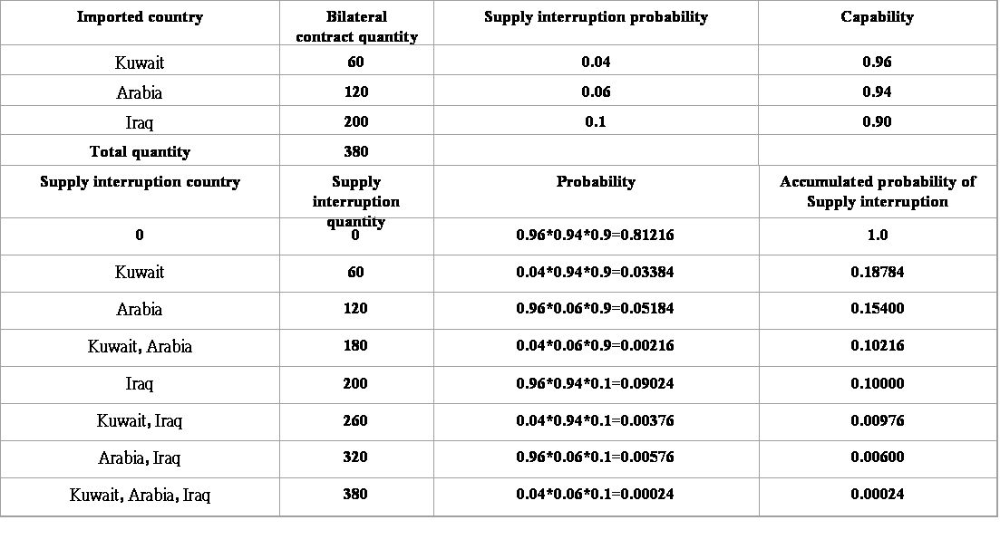 Imported country Bilateral contract quantity Supply interruption probability Capability
Kuwait 60 0.04 0.96
Arabia 120 0.06 0.94
Iraq 200 0.1 0.90
Total quantity 380
Supply interruption country Supply interruption quantity Probability Accumulated probability of Supply interruption
0 0 0.96*0.94*0.9=0.81216 1.0
Kuwait 60 0.04*0.94*0.9=0.03384 0.18784
Arabia 120 0.96*0.06*0.9=0.05184 0.15400
Kuwait, Arabia 180 0.04*0.06*0.9=0.00216 0.10216
Iraq 200 0.96*0.94*0.1=0.09024 0.10000
Kuwait, Iraq 260 0.04*0.94*0.1=0.00376 0.00976
Arabia, Iraq 320 0.96*0.06*0.1=0.00576 0.00600
Kuwait, Arabia, Iraq 380 0.04*0.06*0.1=0.00024 0.00024